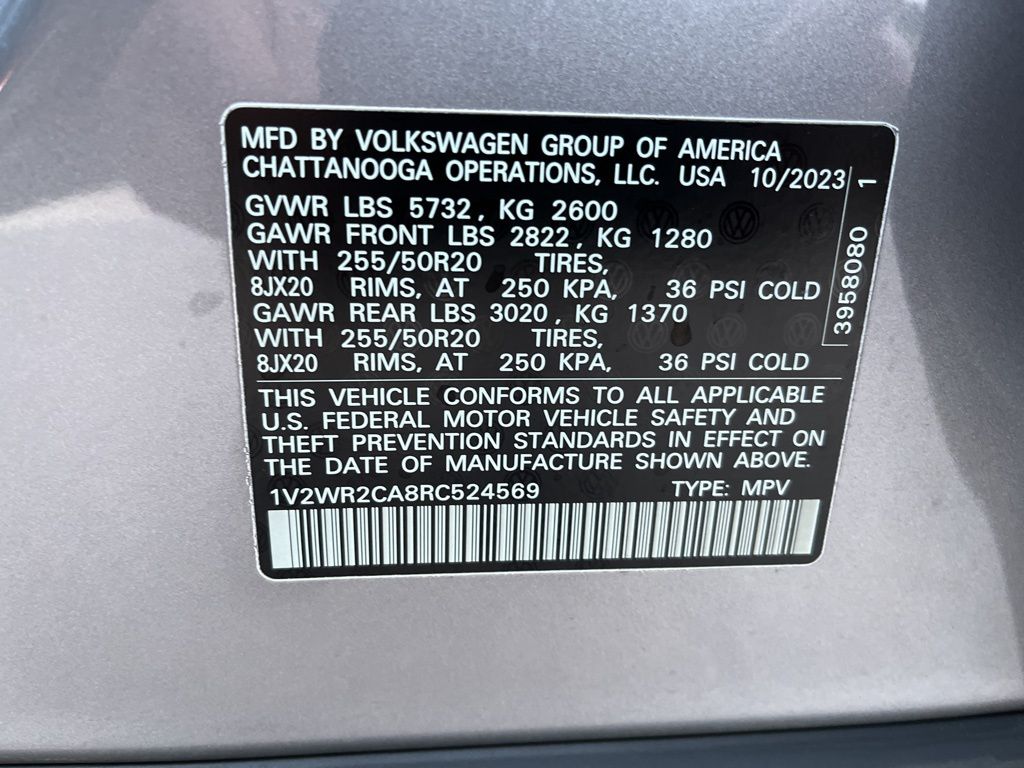 MFD BY VOLKSWAGEN GROUP OF AMERICA
CHATTANOOGA OPERATIONS, LLC. USA 10/2023
GVWR LBS 5732, KG 2600
GAWR FRONT LBS 2822, KG 1280
WITH 255/50R20 TIRES,
8JX20 RIMS, AT 250 KPA, 36 PSI COLD
GAWR REAR LBS 3020, KG 1370
WITH 255/50R20 TIRES,
8JX20 RIMS, AT 250 KPA, 36 PSI COLD
THIS VEHICLE CONFORMS TO ALL APPLICABLE
U.S. FEDERAL MOTOR VEHICLE SAFETY AND
THEFT PREVENTION STANDARDS IN EFFECT ON
THE DATE OF MANUFACTURE SHOWN ABOVE.
1V2WR2CA8RC524569 TYPE: MPV
3958080 1